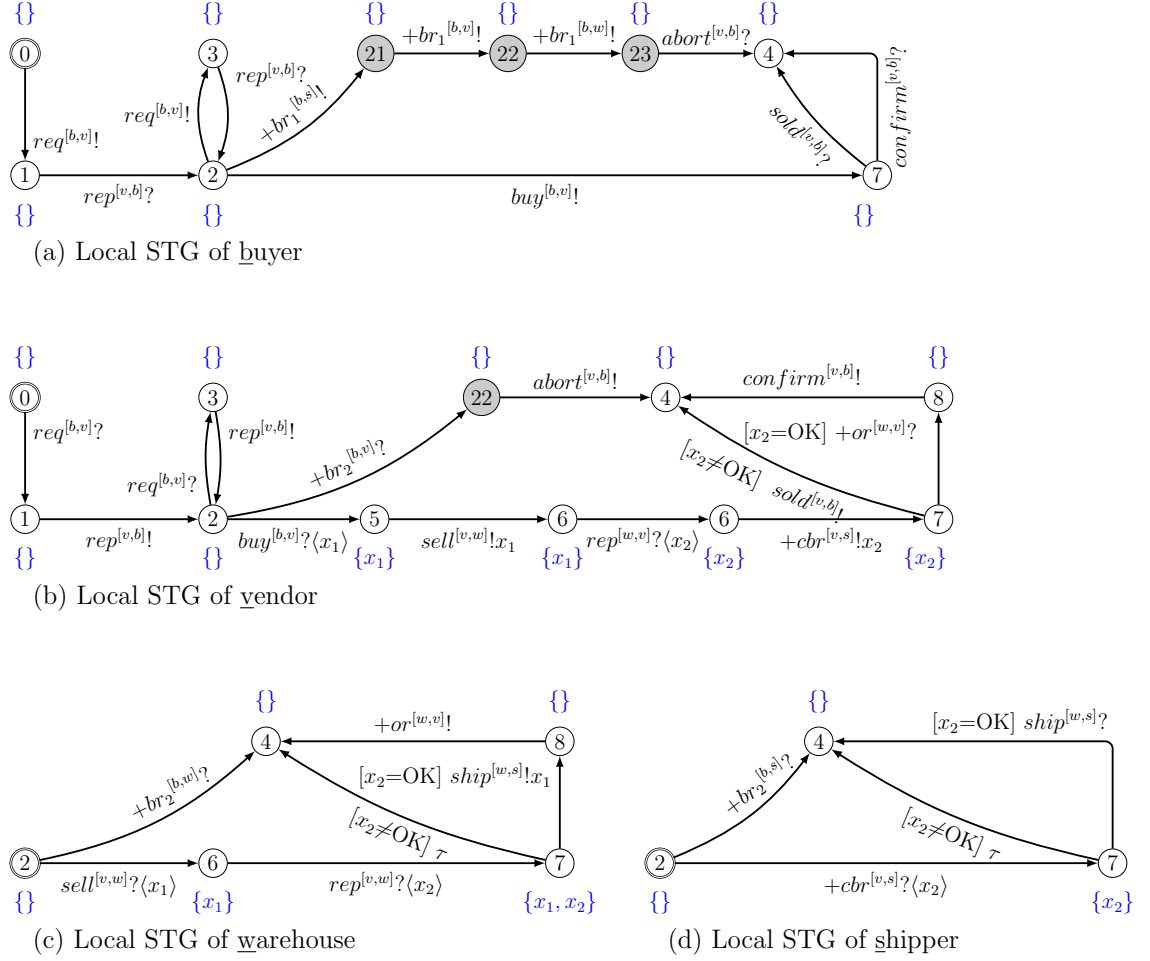 {} {} {} {} {} {}
0 3 21 +br₁^[b,v]! 22 +br₁^[b,w]! 23 abort^[v,b]? 4
req^[b,v]! req^[b,v]! rep^[v,b]? +br₁^[b,s]! sold^[v,b]? confirm^[v,b]?
1 rep^[v,b]? 2 buy^[b,v]! 7
{} {} {}
(a) Local STG of buyer
{} {} {} {} {}
0 3 22 abort^[v,b]! 4 confirm^[v,b]! 8
req^[b,v]? rep^[v,b]! [x₂=OK] +or^[w,v]?
req^[b,v]? +br₂^[b,v]? [x₂≠OK] sold^[v,b]!
1 rep^[v,b]! 2 buy^[b,v]?⟨x₁⟩ 5 sell^[v,w]!x₁ 6 rep^[w,v]?⟨x₂⟩ 6 +cbr^[v,s]!x₂ 7
{} {} {x₁} {x₁} {x₂} {x₂}
(b) Local STG of vendor
{} {}
4 +or^[w,v]! 8
+br₂^[b,w]? [x₂=OK] ship^[w,s]!x₁
[x₂≠OK] τ
2 sell^[v,w]?⟨x₁⟩ 6 rep^[v,w]?⟨x₂⟩ 7
{} {x₁} {x₁, x₂}
(c) Local STG of warehouse
{}
4 [x₂=OK] ship^[w,s]?
+br₂^[b,s]? [x₂≠OK] τ
2 +cbr^[v,s]?⟨x₂⟩ 7
{} {x₂}
(d) Local STG of shipper